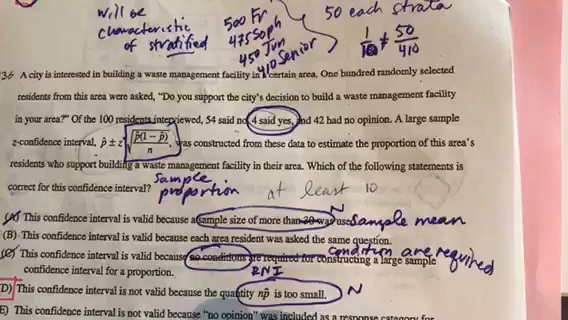 will be
characteristic
of stratified
500 Fr
475 Soph
450 Jun
410 Senior
50 each strata
1/10 ≠ 50/410
36 A city is interested in building a waste management facility in a certain area. One hundred randomly selected
residents from this area were asked, “Do you support the city’s decision to build a waste management facility
in your area?” Of the 100 residents interviewed, 54 said no, 4 said yes, and 42 had no opinion. A large sample
z-confidence interval, p̂ ± z* √(p̂(1 − p̂)/n), was constructed from these data to estimate the proportion of this area’s
residents who support building a waste management facility in their area. Which of the following statements is
correct for this confidence interval?
sample
proportion
at least 10
N
(A) This confidence interval is valid because a sample size of more than 30 was used
Sample mean
(B) This confidence interval is valid because each area resident was asked the same question.
condition are required
(C) This confidence interval is valid because no conditions are required for constructing a large sample
confidence interval for a proportion.
RNI
(D) This confidence interval is not valid because the quantity np̂ is too small.
N
E) This confidence interval is not valid because “no opinion” was included as a response category for